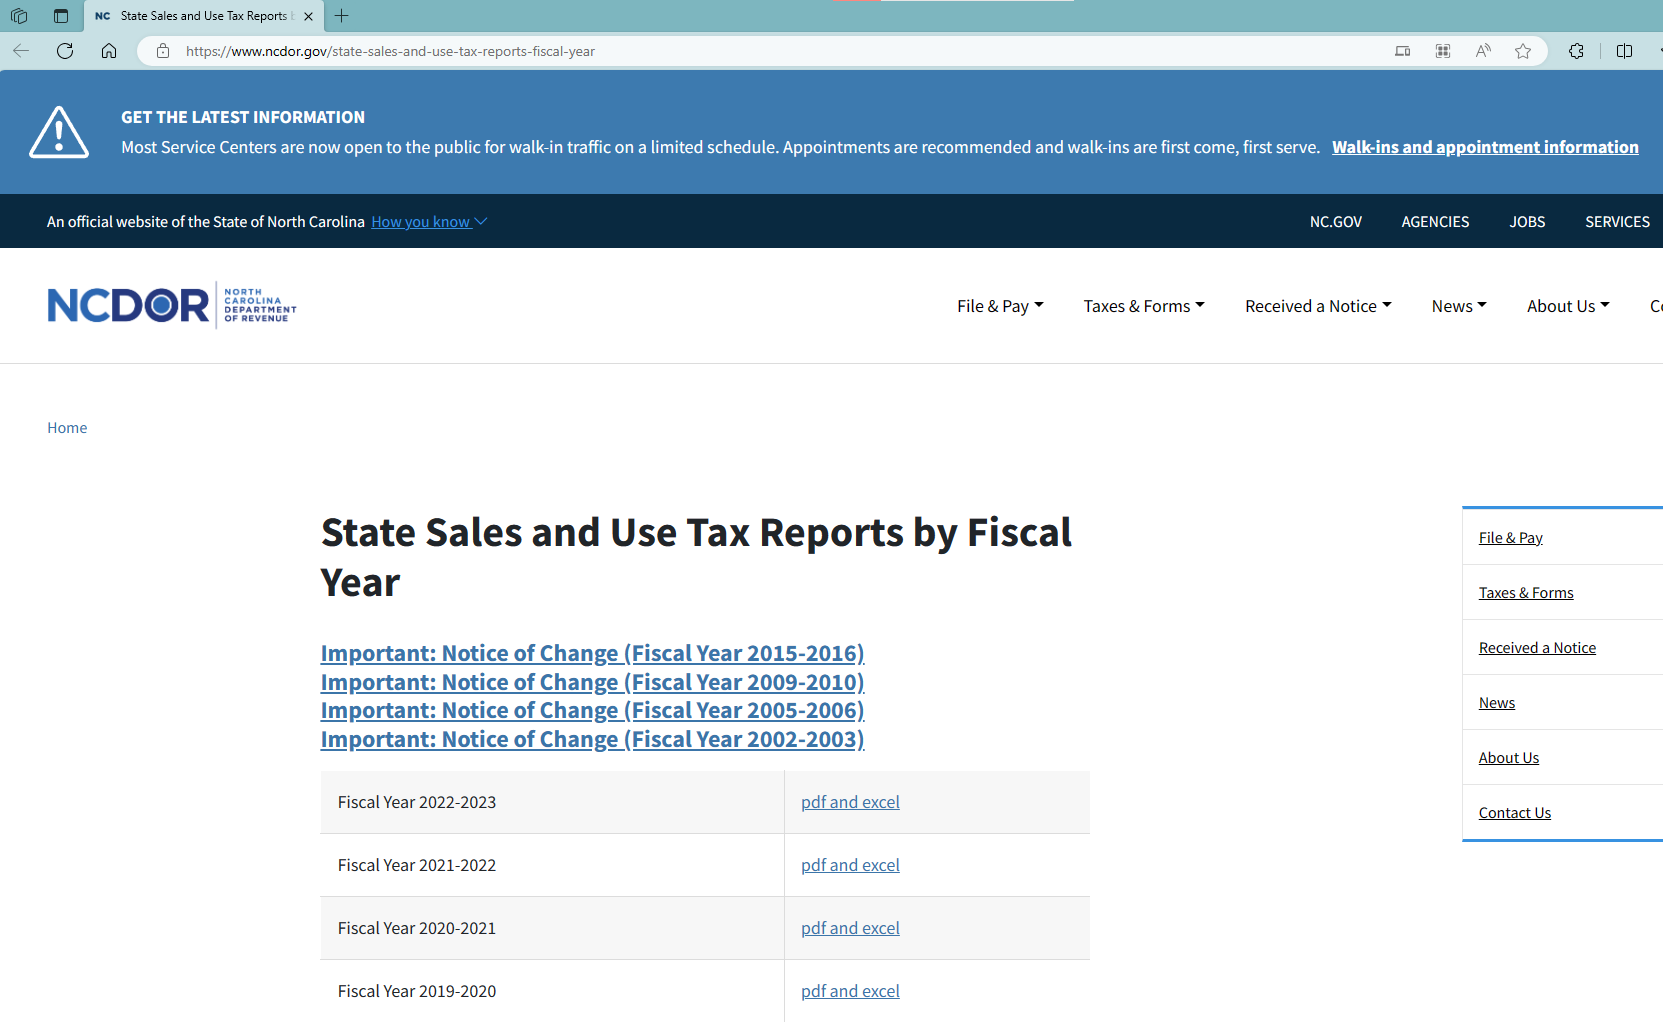 NC State Sales and Use Tax Reports
https://www.ncdor.gov/state-sales-and-use-tax-reports-fiscal-year
GET THE LATEST INFORMATION
Most Service Centers are now open to the public for walk-in traffic on a limited schedule. Appointments are recommended and walk-ins are first come, first serve. Walk-ins and appointment information
An official website of the State of North Carolina How you know
NC.GOV AGENCIES JOBS SERVICES
NCDOR
NORTH
CAROLINA
DEPARTMENT
OF REVENUE
File & Pay Taxes & Forms Received a Notice News About Us
Home
State Sales and Use Tax Reports by Fiscal
Year
Important: Notice of Change (Fiscal Year 2015-2016)
Important: Notice of Change (Fiscal Year 2009-2010)
Important: Notice of Change (Fiscal Year 2005-2006)
Important: Notice of Change (Fiscal Year 2002-2003)
Fiscal Year 2022-2023 pdf and excel
Fiscal Year 2021-2022 pdf and excel
Fiscal Year 2020-2021 pdf and excel
Fiscal Year 2019-2020 pdf and excel
File & Pay
Taxes & Forms
Received a Notice
News
About Us
Contact Us